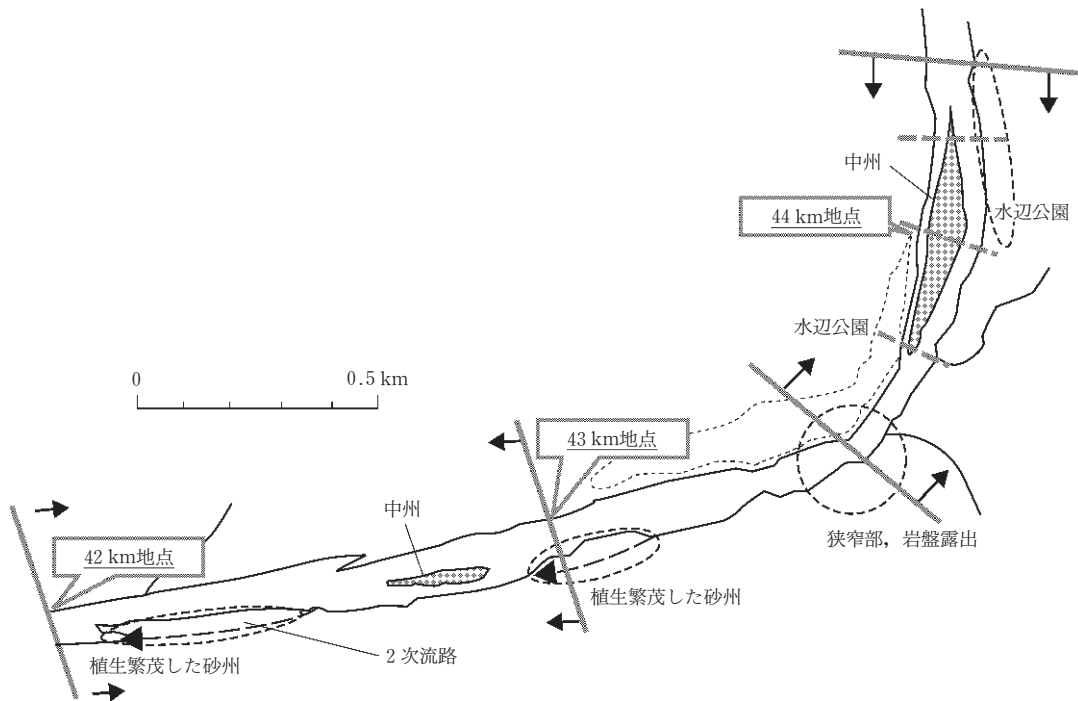 中州
44 km地点
水辺公園
水辺公園
0
0.5 km
43 km地点
中州
狭窄部，岩盤露出
42 km地点
植生繁茂した砂州
2 次流路
植生繁茂した砂州